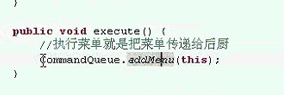 }
public void execute() {
//执行菜单就是把菜单传递给后厨
CommandQueue.addMenu(this);
}